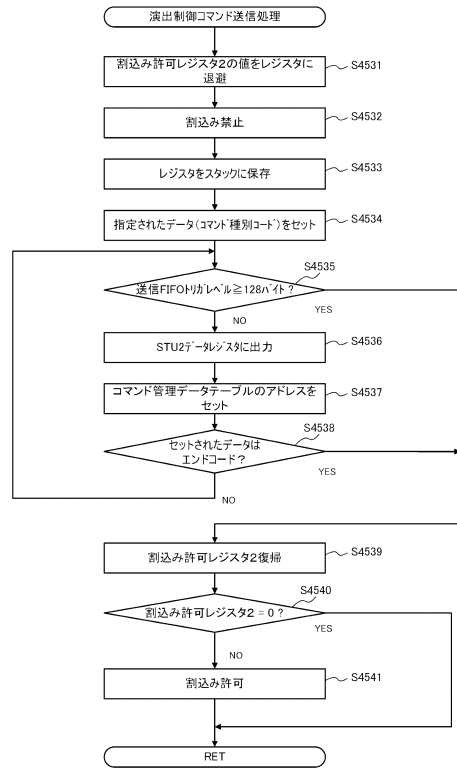 演出制御コマンド送信処理
割込み許可レジスタ2の値をレジスタに
退避
S4531
割込み禁止
S4532
レジスタをスタックに保存
S4533
指定されたデータ(コマンド種別コード)をセット
S4534
S4535
送信FIFOトリガレベル≧128バイト?
YES
NO
STU2データレジスタに出力
S4536
コマンド管理データテーブルのアドレスを
セット
S4537
S4538
セットされたデータは
エンドコード?
YES
NO
割込み許可レジスタ2復帰
S4539
S4540
割込み許可レジスタ2=0?
YES
NO
割込み許可
S4541
RET